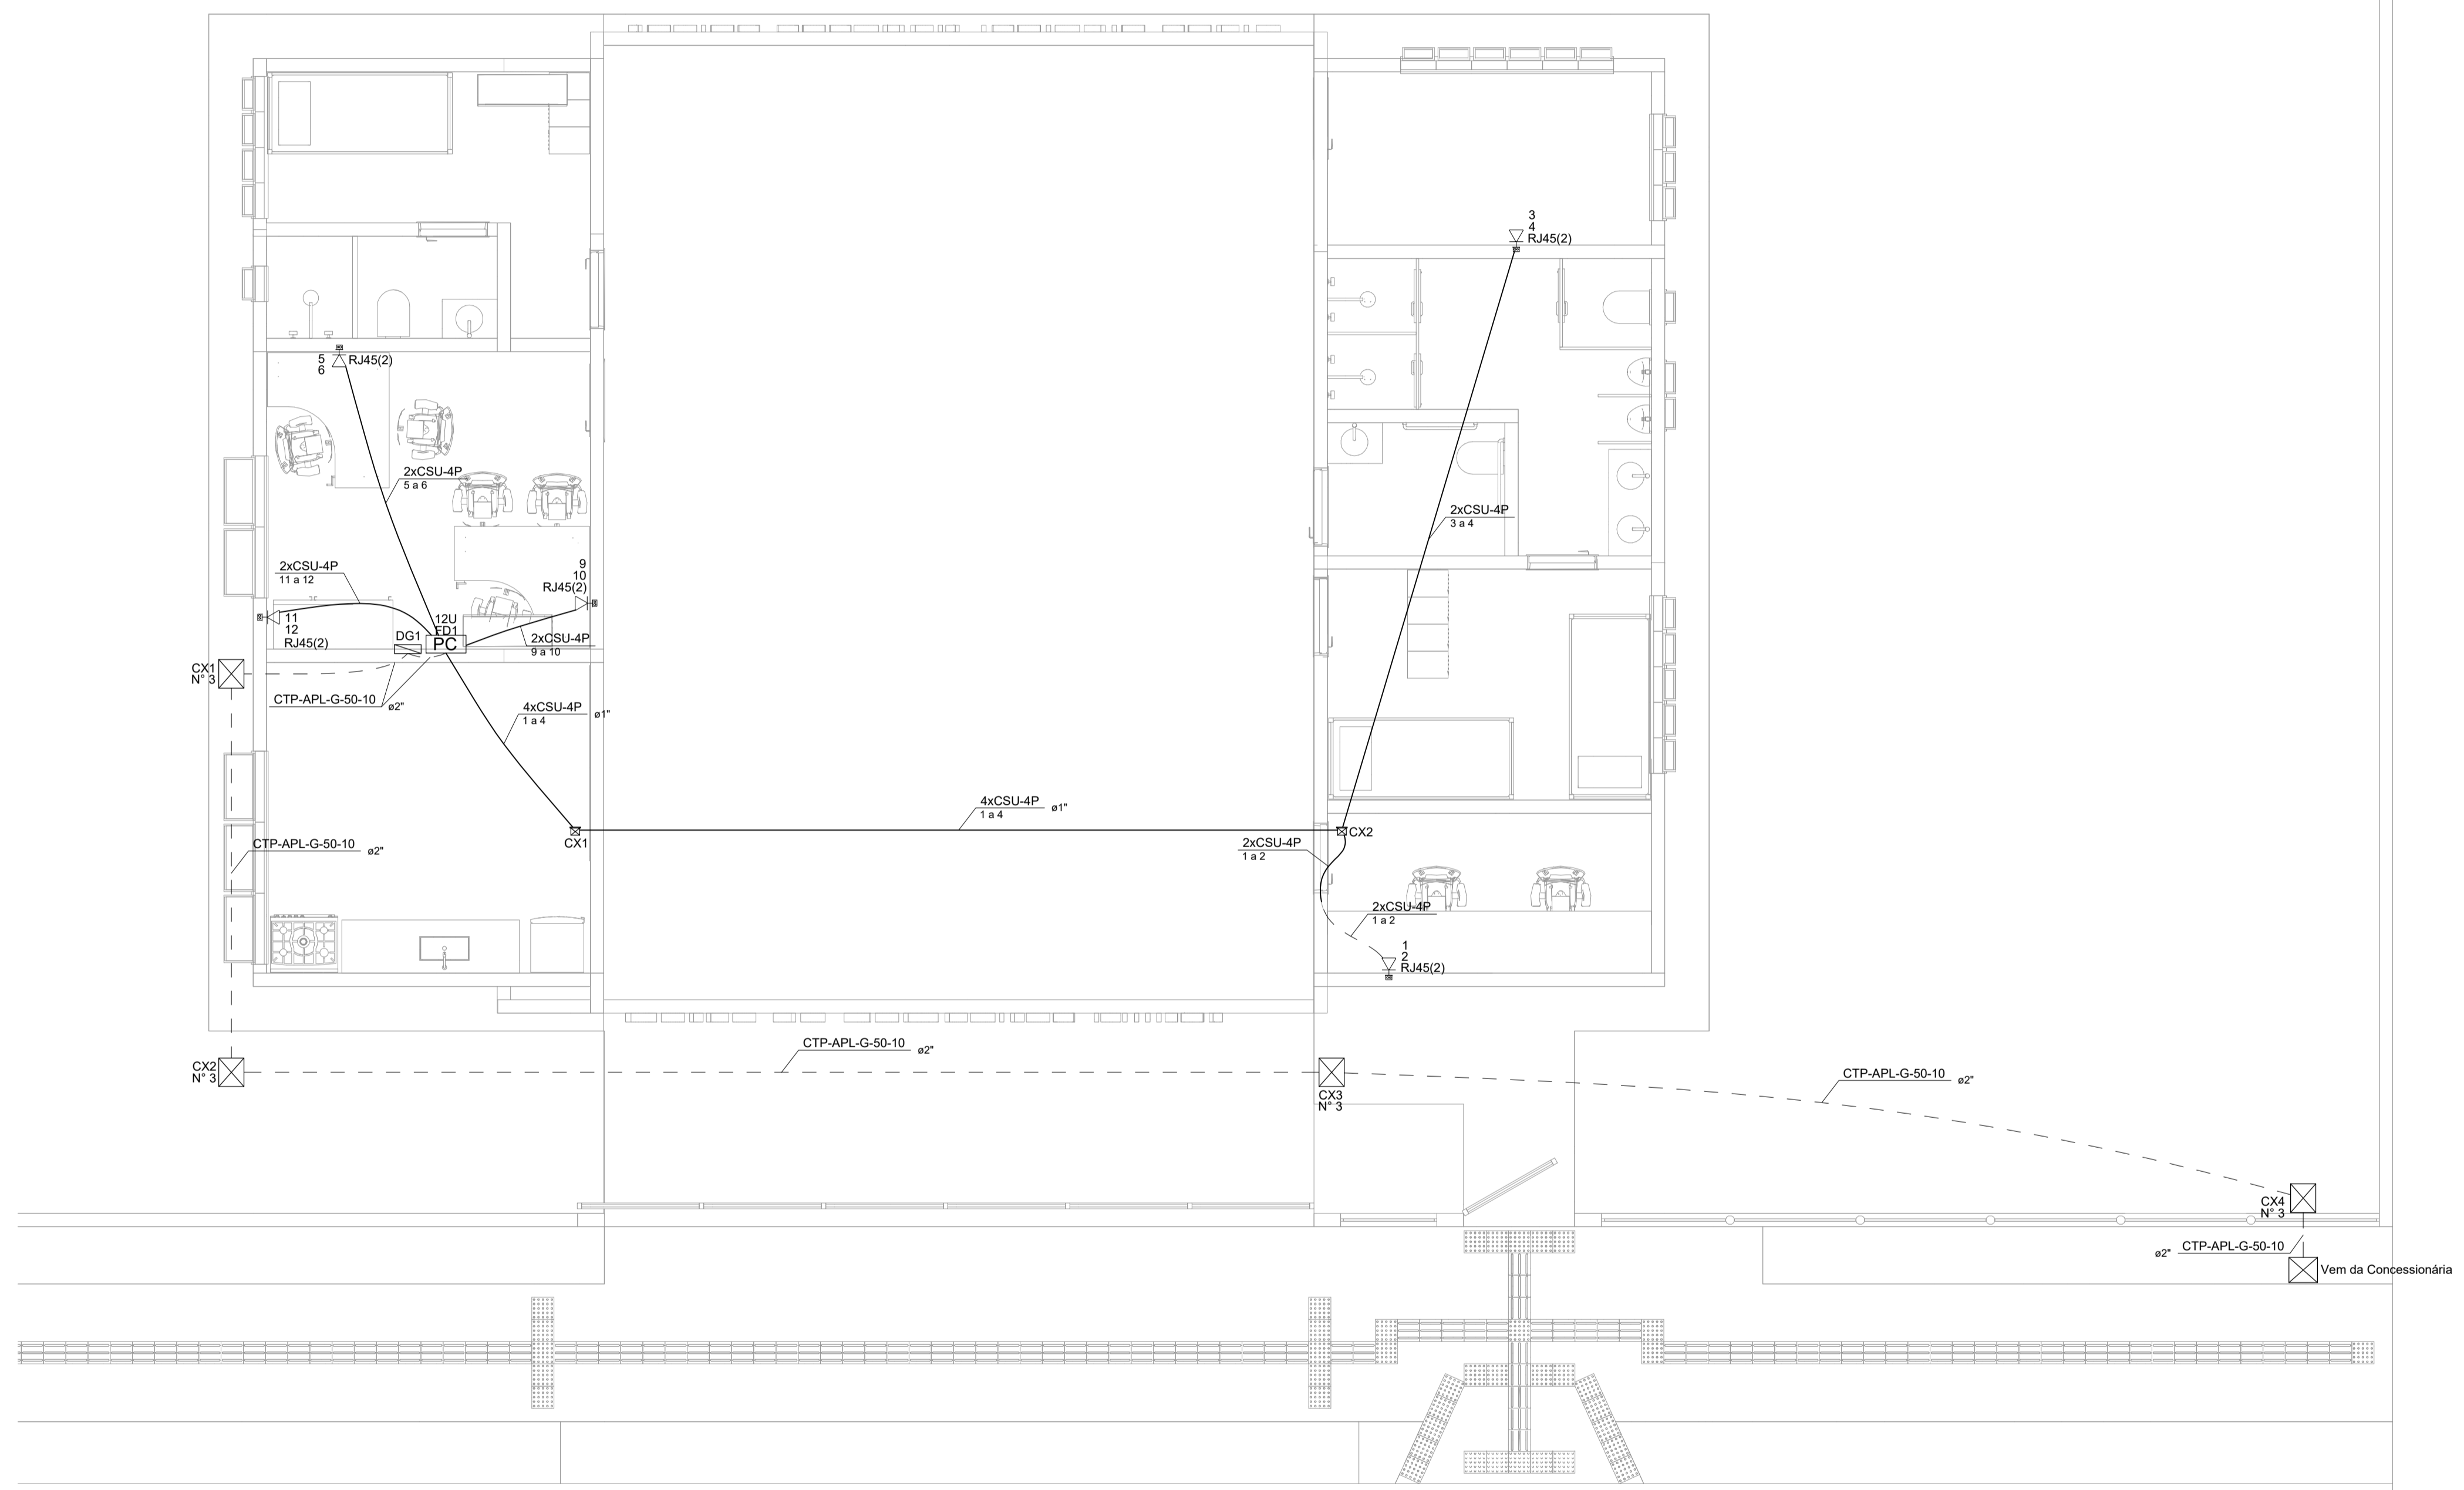 3
4
RJ45(2)
5
6
RJ45(2)
2xCSU-4P
5 a 6
2xCSU-4P
3 a 4
2xCSU-4P
11 a 12
9
10
RJ45(2)
11
12
RJ45(2)
12U
FD1
PC
DG1
2xCSU-4P
9 a 10
CX1
N° 3
CTP-APL-G-50-10 ø2"
4xCSU-4P ø1"
1 a 4
4xCSU-4P ø1"
1 a 4
CX1
CX2
2xCSU-4P
1 a 2
CTP-APL-G-50-10 ø2"
2xCSU-4P
1 a 2
1
2
RJ45(2)
CTP-APL-G-50-10 ø2"
CX2
N° 3
CX3
N° 3
CTP-APL-G-50-10 ø2"
CX4
N° 3
ø2" CTP-APL-G-50-10
Vem da Concessionária